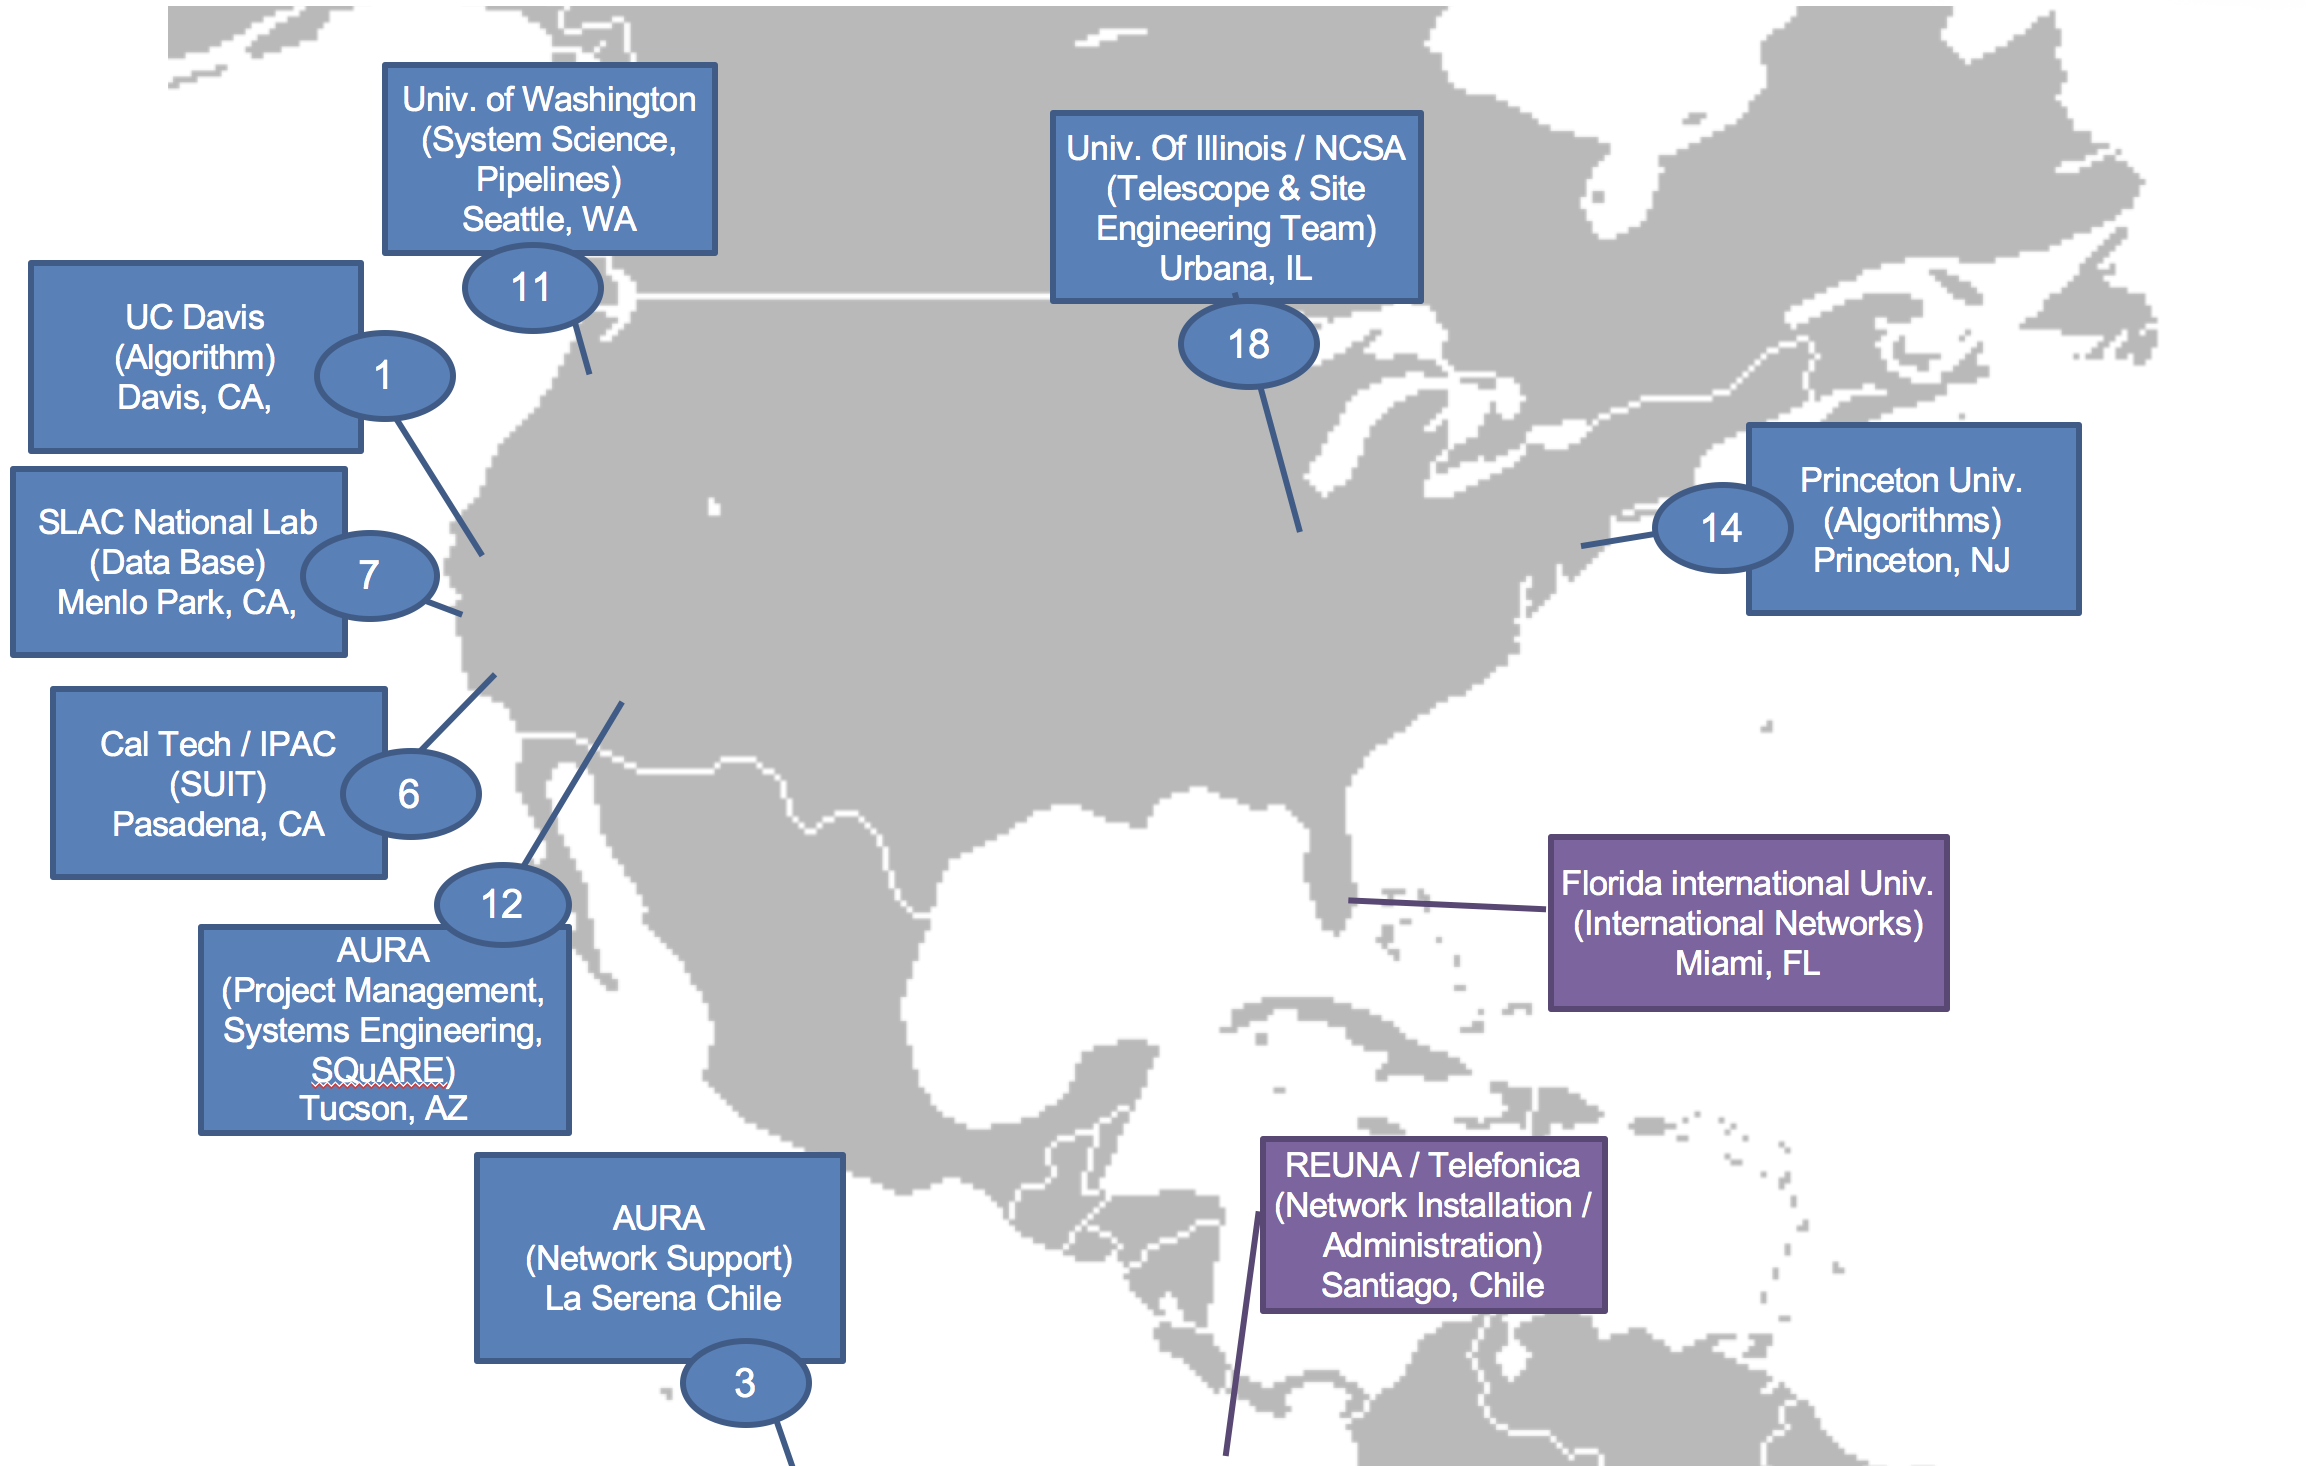 Univ. of Washington
(System Science,
Pipelines)
Seattle, WA
11
Univ. Of Illinois / NCSA
(Telescope & Site
Engineering Team)
Urbana, IL
18
UC Davis
(Algorithm)
Davis, CA,
1
SLAC National Lab
(Data Base)
Menlo Park, CA,
7
Princeton Univ.
(Algorithms)
Princeton, NJ
14
Cal Tech / IPAC
(SUIT)
Pasadena, CA
6
12
AURA
(Project Management,
Systems Engineering,
SQuARE)
Tucson, AZ
Florida international Univ.
(International Networks)
Miami, FL
AURA
(Network Support)
La Serena Chile
3
REUNA / Telefonica
(Network Installation /
Administration)
Santiago, Chile